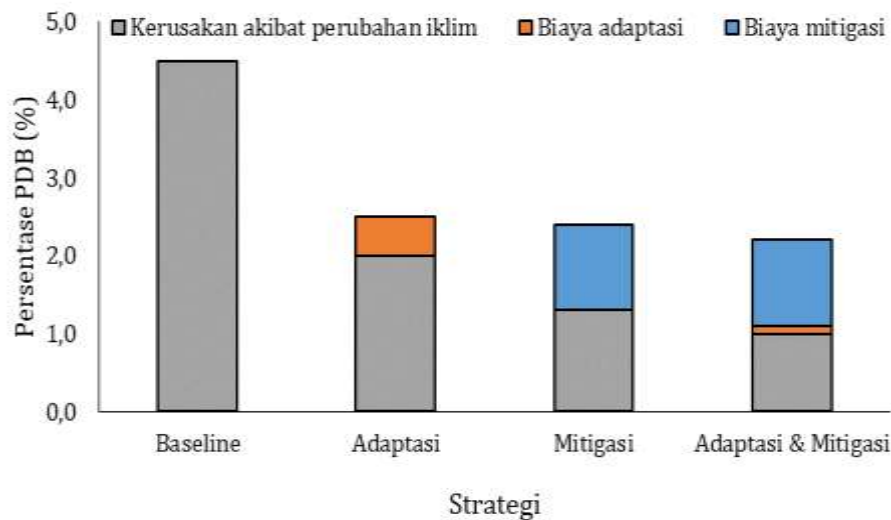 Kerusakan akibat perubahan iklim Biaya adaptasi Biaya mitigasi
Persentase PDB (%)
5,0
4,0
3,0
2,0
1,0
0,0
Baseline Adaptasi Mitigasi Adaptasi & Mitigasi
Strategi